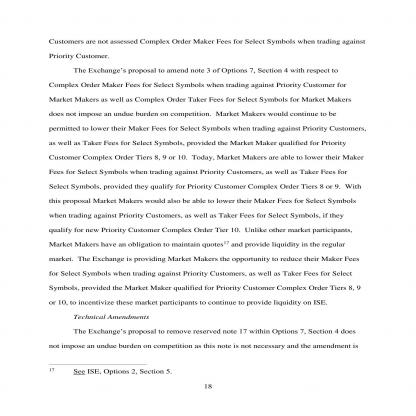 Customers are not assessed Complex Order Maker Fees for Select Symbols when trading against
Priority Customer.
The Exchange’s proposal to amend note 3 of Options 7, Section 4 with respect to
Complex Order Maker Fees for Select Symbols when trading against Priority Customer for
Market Makers as well as Complex Order Taker Fees for Select Symbols for Market Makers
does not impose an undue burden on competition.  Market Makers would continue to be
permitted to lower their Maker Fees for Select Symbols when trading against Priority Customers,
as well as Taker Fees for Select Symbols, provided the Market Maker qualified for Priority
Customer Complex Order Tiers 8, 9 or 10.  Today, Market Makers are able to lower their Maker
Fees for Select Symbols when trading against Priority Customers, as well as Taker Fees for
Select Symbols, provided they qualify for Priority Customer Complex Order Tiers 8 or 9.  With
this proposal Market Makers would also be able to lower their Maker Fees for Select Symbols
when trading against Priority Customers, as well as Taker Fees for Select Symbols, if they
qualify for new Priority Customer Complex Order Tier 10.  Unlike other market participants,
Market Makers have an obligation to maintain quotes17 and provide liquidity in the regular
market.  The Exchange is providing Market Makers the opportunity to reduce their Maker Fees
for Select Symbols when trading against Priority Customers, as well as Taker Fees for Select
Symbols, provided the Market Maker qualified for Priority Customer Complex Order Tiers 8, 9
or 10, to incentivize these market participants to continue to provide liquidity on ISE.
Technical Amendments
The Exchange’s proposal to remove reserved note 17 within Options 7, Section 4 does
not impose an undue burden on competition as this note is not necessary and the amendment is
17 See ISE, Options 2, Section 5.
18